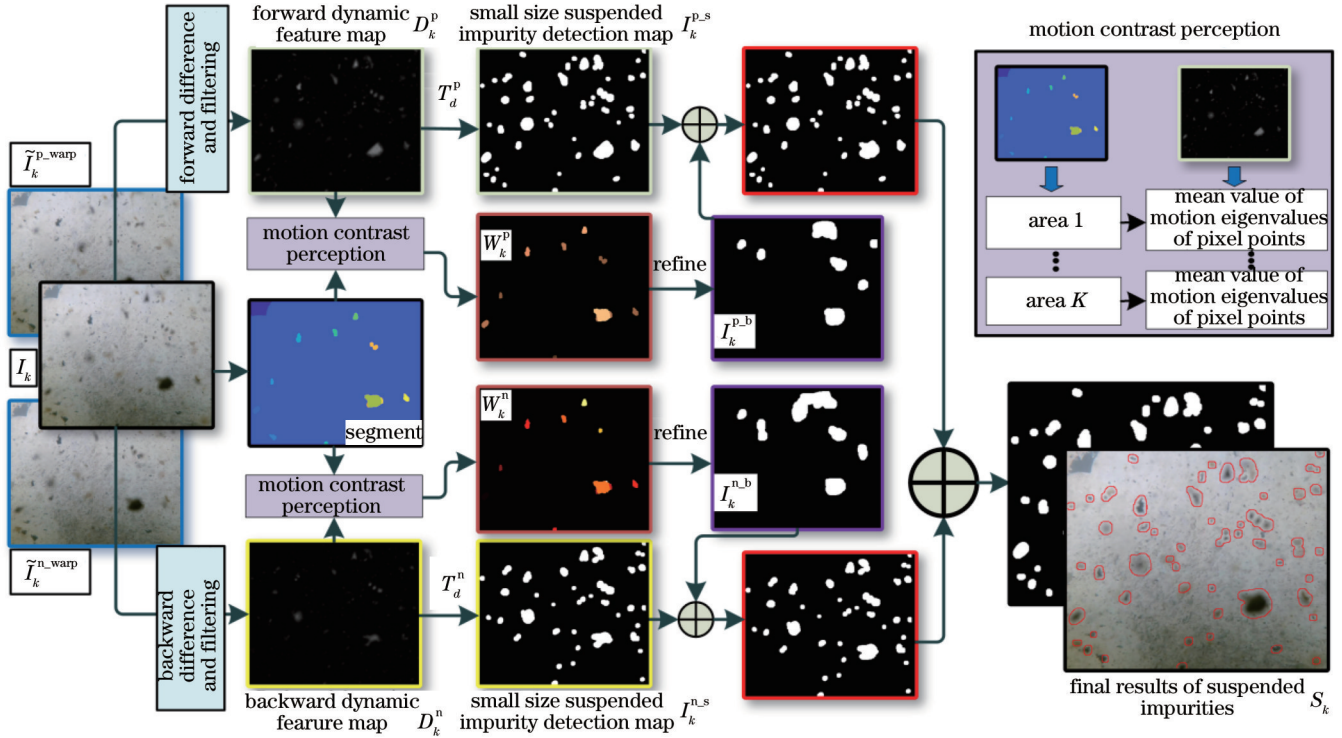 forward dynamic
feature map D_k^p
small size suspended
impurity detection map I_k^{p_s}
motion contrast perception
forward difference
and filtering
T_d^p
Ĩ_k^{p_warp}
motion contrast
perception
W_k^p
refine
I_k^{p_b}
area 1
mean value of
motion eigenvalues
of pixel points
area K
mean value of
motion eigenvalues
of pixel points
I_k
segment
W_k^n
refine
I_k^{n_b}
motion contrast
perception
Ĩ_k^{n_warp}
backward
difference
and filtering
T_d^n
backward dynamic
fearure map D_k^n
small size suspended
impurity detection map I_k^{n_s}
final results of suspended
impurities S_k